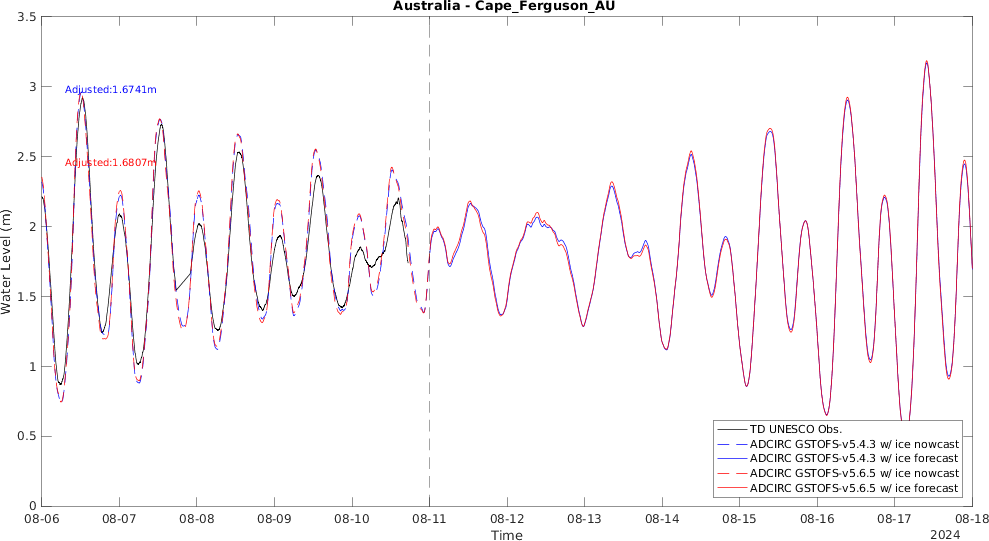 Australia - Cape_Ferguson_AU
3.5
3
2.5
2
1.5
1
0.5
0
Water Level (m)
Adjusted:1.6741m
Adjusted:1.6807m
TD UNESCO Obs.
ADCIRC GSTOFS-v5.4.3 w/ ice nowcast
ADCIRC GSTOFS-v5.4.3 w/ ice forecast
ADCIRC GSTOFS-v5.6.5 w/ ice nowcast
ADCIRC GSTOFS-v5.6.5 w/ ice forecast
08-06 08-07 08-08 08-09 08-10 08-11 08-12 08-13 08-14 08-15 08-16 08-17 08-18
Time
2024